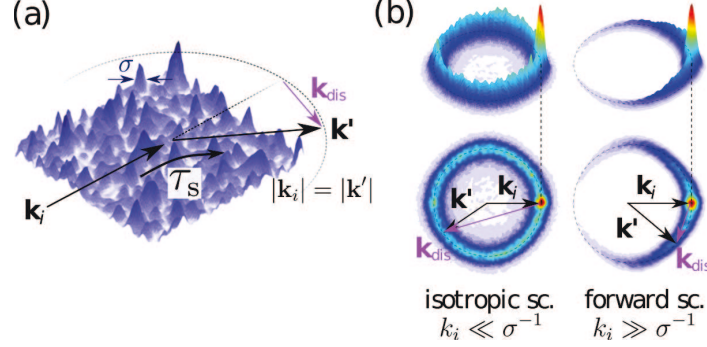 (a)
σ
k_dis
k'
k_i
τ_s
|k_i| = |k'|
(b)
k'
k_i
k_dis
k_i
k'
k_dis
isotropic sc.
k_i ≪ σ⁻¹
forward sc.
k_i ≫ σ⁻¹